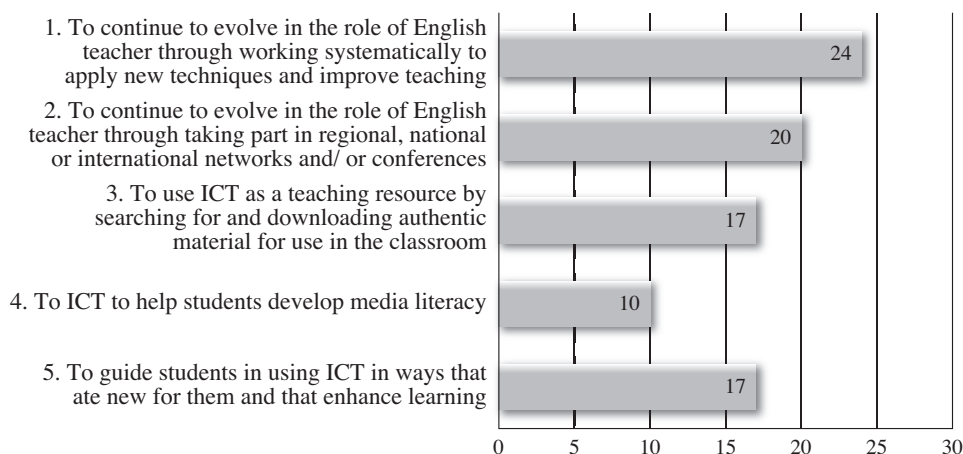 1. To continue to evolve in the role of English
teacher through working systematically to
apply new techniques and improve teaching
24
2. To continue to evolve in the role of English
teacher through taking part in regional, national
or international networks and/ or conferences
20
3. To use ICT as a teaching resource by
searching for and downloading authentic
material for use in the classroom
17
4. To ICT to help students develop media literacy
10
5. To guide students in using ICT in ways that
ate new for them and that enhance learning
17
0 5 10 15 20 25 30